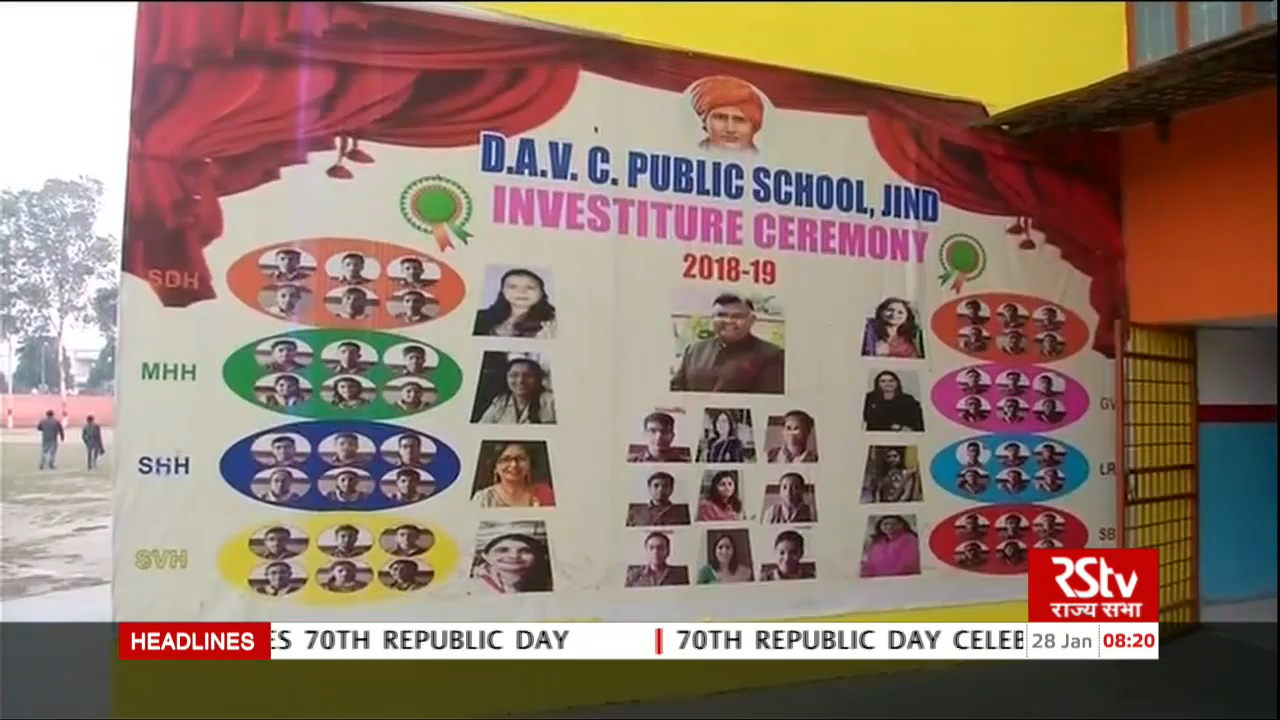 D.A.V. C. PUBLIC SCHOOL, JIND
INVESTITURE CEREMONY
2018-19
SDH
MHH
SHH
SVH
GV
LR
SB
RStv
राज्य सभा
HEADLINES
ES 70TH REPUBLIC DAY
70TH REPUBLIC DAY CELEB
28 Jan
08:20